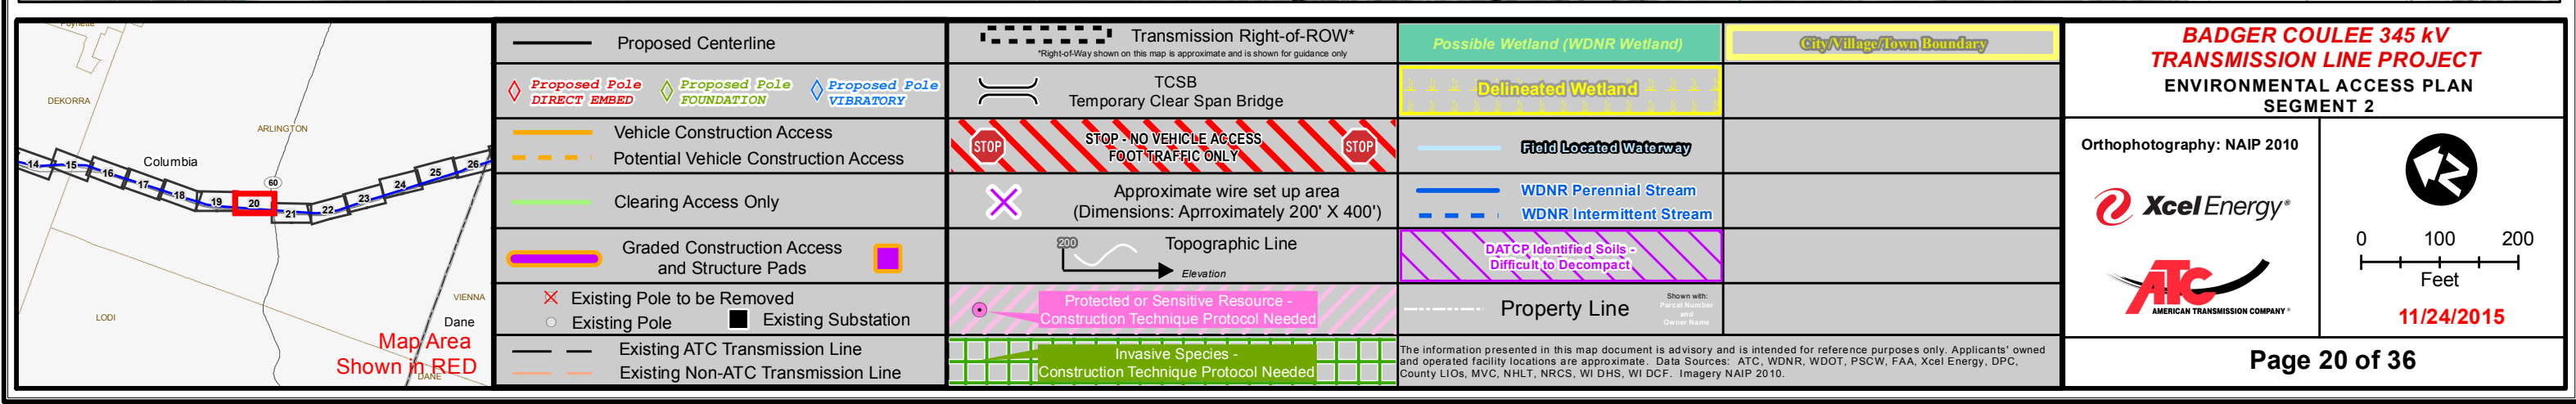 Poynette
DEKORRA
ARLINGTON
Columbia
14
15
16
17
18
19
20
60
21
22
23
24
25
26
VIENNA
LODI
Dane
DANE
Map Area
Shown in RED
Proposed Centerline
Proposed Pole
DIRECT EMBED
Proposed Pole
FOUNDATION
Proposed Pole
VIBRATORY
Vehicle Construction Access
Potential Vehicle Construction Access
Clearing Access Only
Graded Construction Access
and Structure Pads
Existing Pole to be Removed
Existing Pole
Existing Substation
Existing ATC Transmission Line
Existing Non-ATC Transmission Line
Transmission Right-of-ROW*
*Right-of-Way shown on this map is approximate and is shown for guidance only
TCSB
Temporary Clear Span Bridge
STOP
STOP - NO VEHICLE ACCESS
FOOT TRAFFIC ONLY
STOP
Approximate wire set up area
(Dimensions: Aprroximately 200' X 400')
200
Topographic Line
Elevation
Protected or Sensitive Resource -
Construction Technique Protocol Needed
Invasive Species -
Construction Technique Protocol Needed
Possible Wetland (WDNR Wetland)
Delineated Wetland
Field Located Waterway
WDNR Perennial Stream
WDNR Intermittent Stream
DATCP Identified Soils -
Difficult to Decompact
Property Line
Shown with:
Parcel Number
and
Owner Name
City/Village/Town Boundary
The information presented in this map document is advisory and is intended for reference purposes only. Applicants' owned
and operated facility locations are approximate. Data Sources: ATC, WDNR, WDOT, PSCW, FAA, Xcel Energy, DPC,
County LIOs, MVC, NHLT, NRCS, WI DHS, WI DCF. Imagery NAIP 2010.
BADGER COULEE 345 kV
TRANSMISSION LINE PROJECT
ENVIRONMENTAL ACCESS PLAN
SEGMENT 2
Orthophotography: NAIP 2010
Xcel Energy®
ATC
AMERICAN TRANSMISSION COMPANY®
N
0 100 200
Feet
11/24/2015
Page 20 of 36